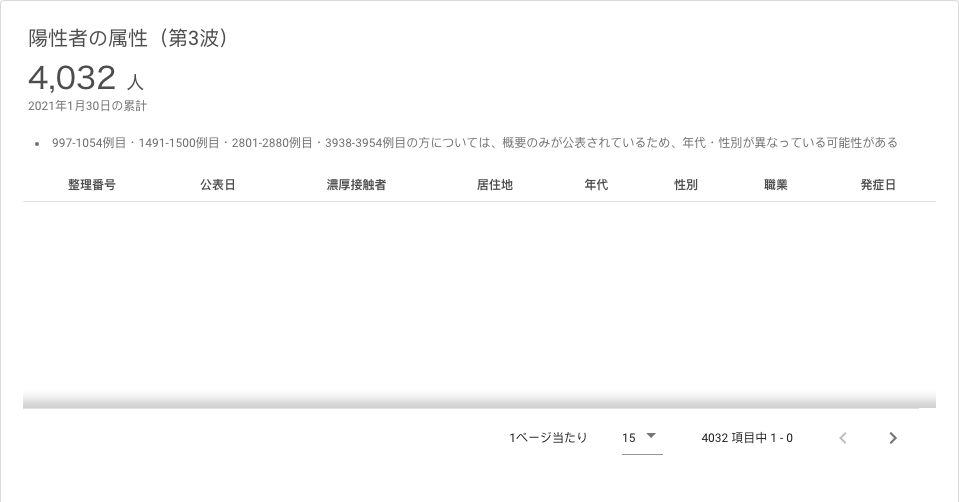 陽性者の属性（第3波）
4,032 人
2021年1月30日の累計
• 997-1054例目・1491-1500例目・2801-2880例目・3938-3954例目の方については、概要のみが公表されているため、年代・性別が異なっている可能性がある
整理番号 公表日 濃厚接触者 居住地 年代 性別 職業 発症日
1ページ当たり 15 4032 項目中 1 - 0